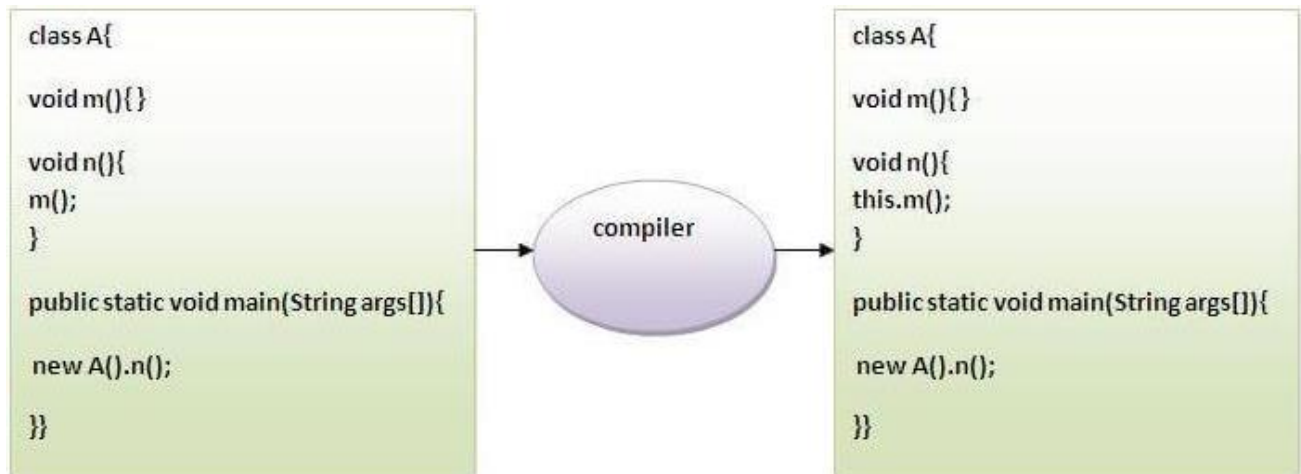 class A{
void m(){ }
void n(){
m();
}
public static void main(String args[]){
new A().n();
}}
compiler
class A{
void m(){ }
void n(){
this.m();
}
public static void main(String args[]){
new A().n();
}}